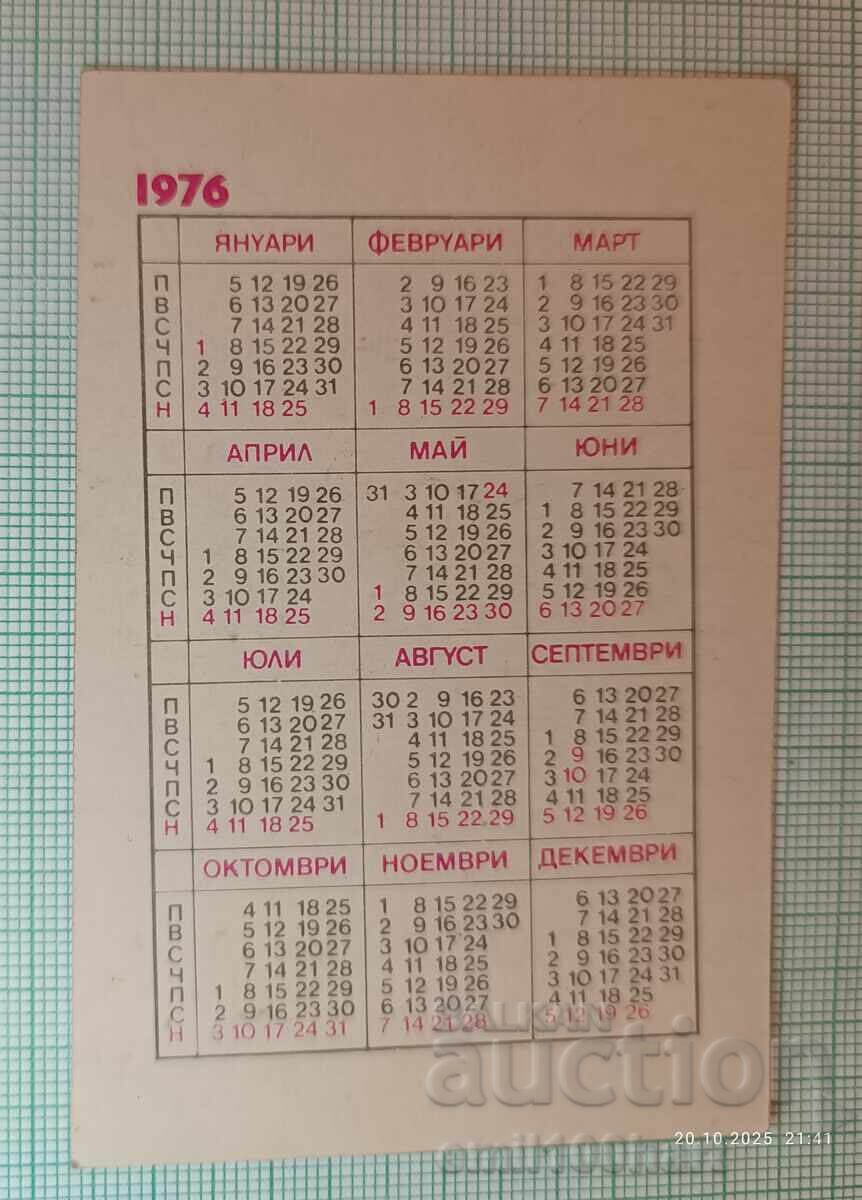 1976
ЯНУАРИ ФЕВРУАРИ МАРТ
П 5 12 19 26 2 9 16 23 1 8 15 22 29
В 6 13 20 27 3 10 17 24 2 9 16 23 30
С 7 14 21 28 4 11 18 25 3 10 17 24 31
Ч 1 8 15 22 29 5 12 19 26 4 11 18 25
П 2 9 16 23 30 6 13 20 27 5 12 19 26
С 3 10 17 24 31 7 14 21 28 6 13 20 27
Н 4 11 18 25 1 8 15 22 29 7 14 21 28
АПРИЛ МАЙ ЮНИ
П 5 12 19 26 31 3 10 17 24 7 14 21 28
В 6 13 20 27 4 11 18 25 1 8 15 22 29
С 7 14 21 28 5 12 19 26 2 9 16 23 30
Ч 1 8 15 22 29 6 13 20 27 3 10 17 24
П 2 9 16 23 30 7 14 21 28 4 11 18 25
С 3 10 17 24 1 8 15 22 29 5 12 19 26
Н 4 11 18 25 2 9 16 23 30 6 13 20 27
ЮЛИ АВГУСТ СЕПТЕМВРИ
П 5 12 19 26 30 2 9 16 23 6 13 20 27
В 6 13 20 27 31 3 10 17 24 7 14 21 28
С 7 14 21 28 4 11 18 25 1 8 15 22 29
Ч 1 8 15 22 29 5 12 19 26 2 9 16 23 30
П 2 9 16 23 30 6 13 20 27 3 10 17 24
С 3 10 17 24 31 7 14 21 28 4 11 18 25
Н 4 11 18 25 1 8 15 22 29 5 12 19 26
ОКТОМВРИ НОЕМВРИ ДЕКЕМВРИ
П 4 11 18 25 1 8 15 22 29 6 13 20 27
В 5 12 19 26 2 9 16 23 30 7 14 21 28
С 6 13 20 27 3 10 17 24 1 8 15 22 29
Ч 7 14 21 28 4 11 18 25 2 9 16 23 30
П 1 8 15 22 29 5 12 19 26 3 10 17 24 31
С 2 9 16 23 30 6 13 20 27 4 11 18 25
Н 3 10 17 24 31 7 14 21 28 5 12 19 26
BALKAN
auction
20.10.2025 21:41